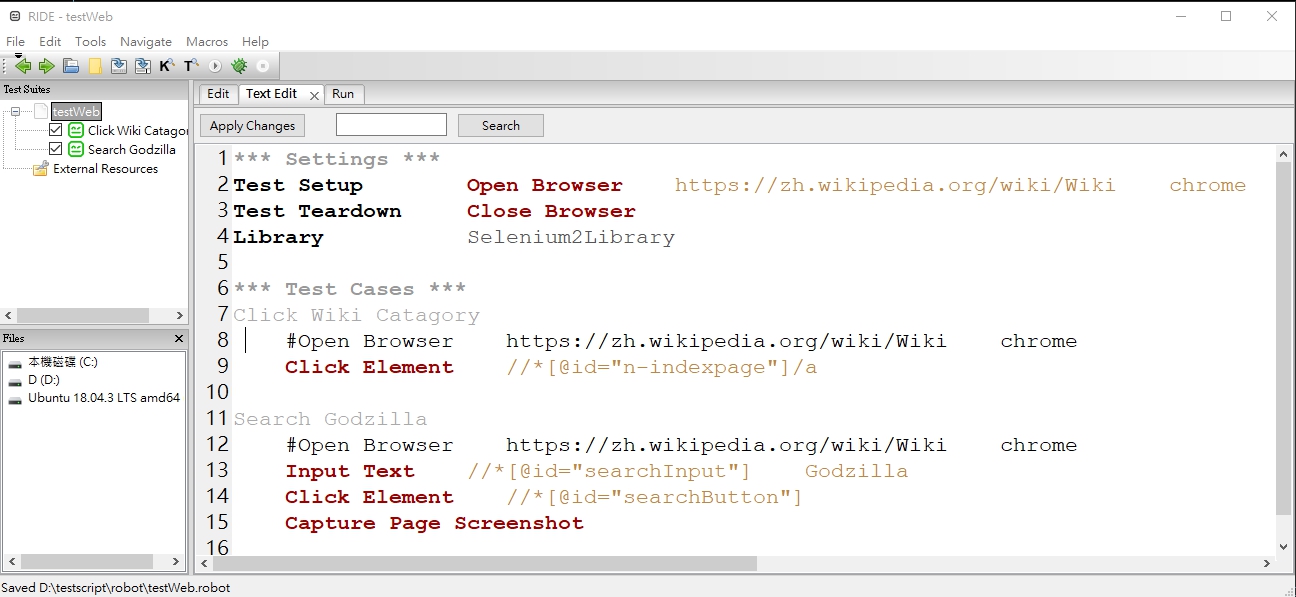 RIDE - testWeb
File Edit Tools Navigate Macros Help
K T
Test Suites
testWeb
Click Wiki Catago
Search Godzilla
External Resources
Files
本機磁碟 (C:)
D (D:)
Ubuntu 18.04.3 LTS amd64
Edit Text Edit Run
Apply Changes Search
1 *** Settings ***
2 Test Setup Open Browser https://zh.wikipedia.org/wiki/Wiki chrome
3 Test Teardown Close Browser
4 Library Selenium2Library
5
6 *** Test Cases ***
7 Click Wiki Catagory
8 #Open Browser https://zh.wikipedia.org/wiki/Wiki chrome
9 Click Element //*[@id="n-indexpage"]/a
10
11 Search Godzilla
12 #Open Browser https://zh.wikipedia.org/wiki/Wiki chrome
13 Input Text //*[@id="searchInput"] Godzilla
14 Click Element //*[@id="searchButton"]
15 Capture Page Screenshot
16
Saved D:\testscript\robot\testWeb.robot